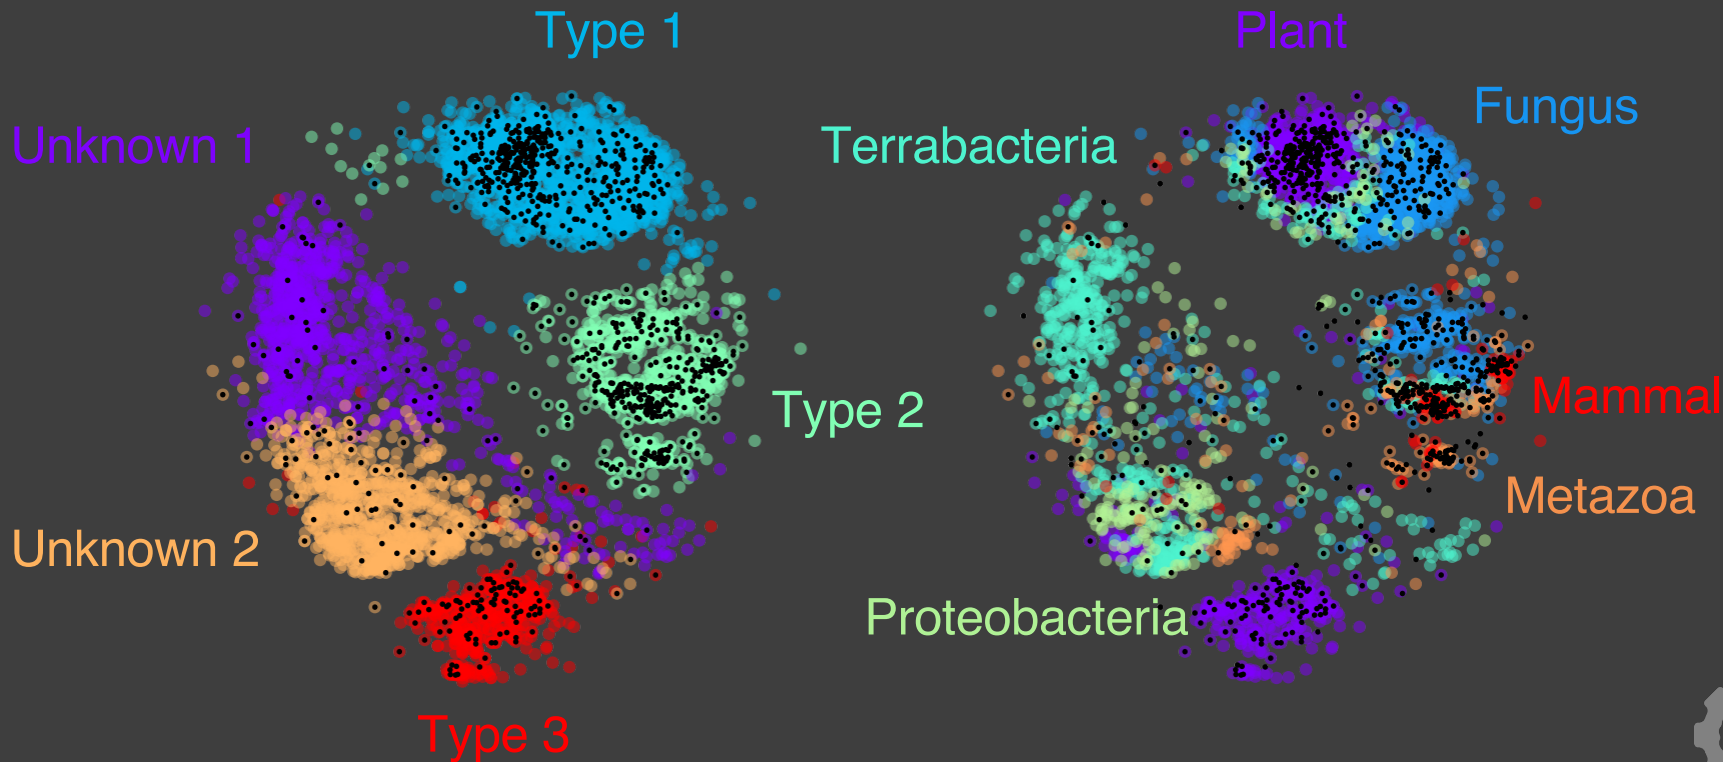 Type 1
Plant
Fungus
Unknown 1
Terrabacteria
Type 2
Mammal
Metazoa
Unknown 2
Proteobacteria
Type 3